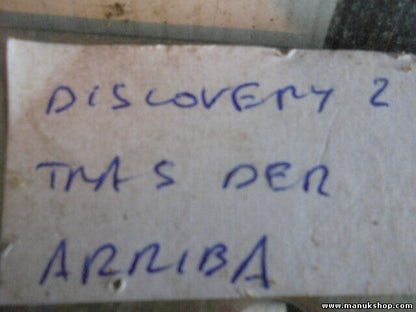 DISCOVERY 2
TRAS DER
ARRIBA
www.manukshop.com